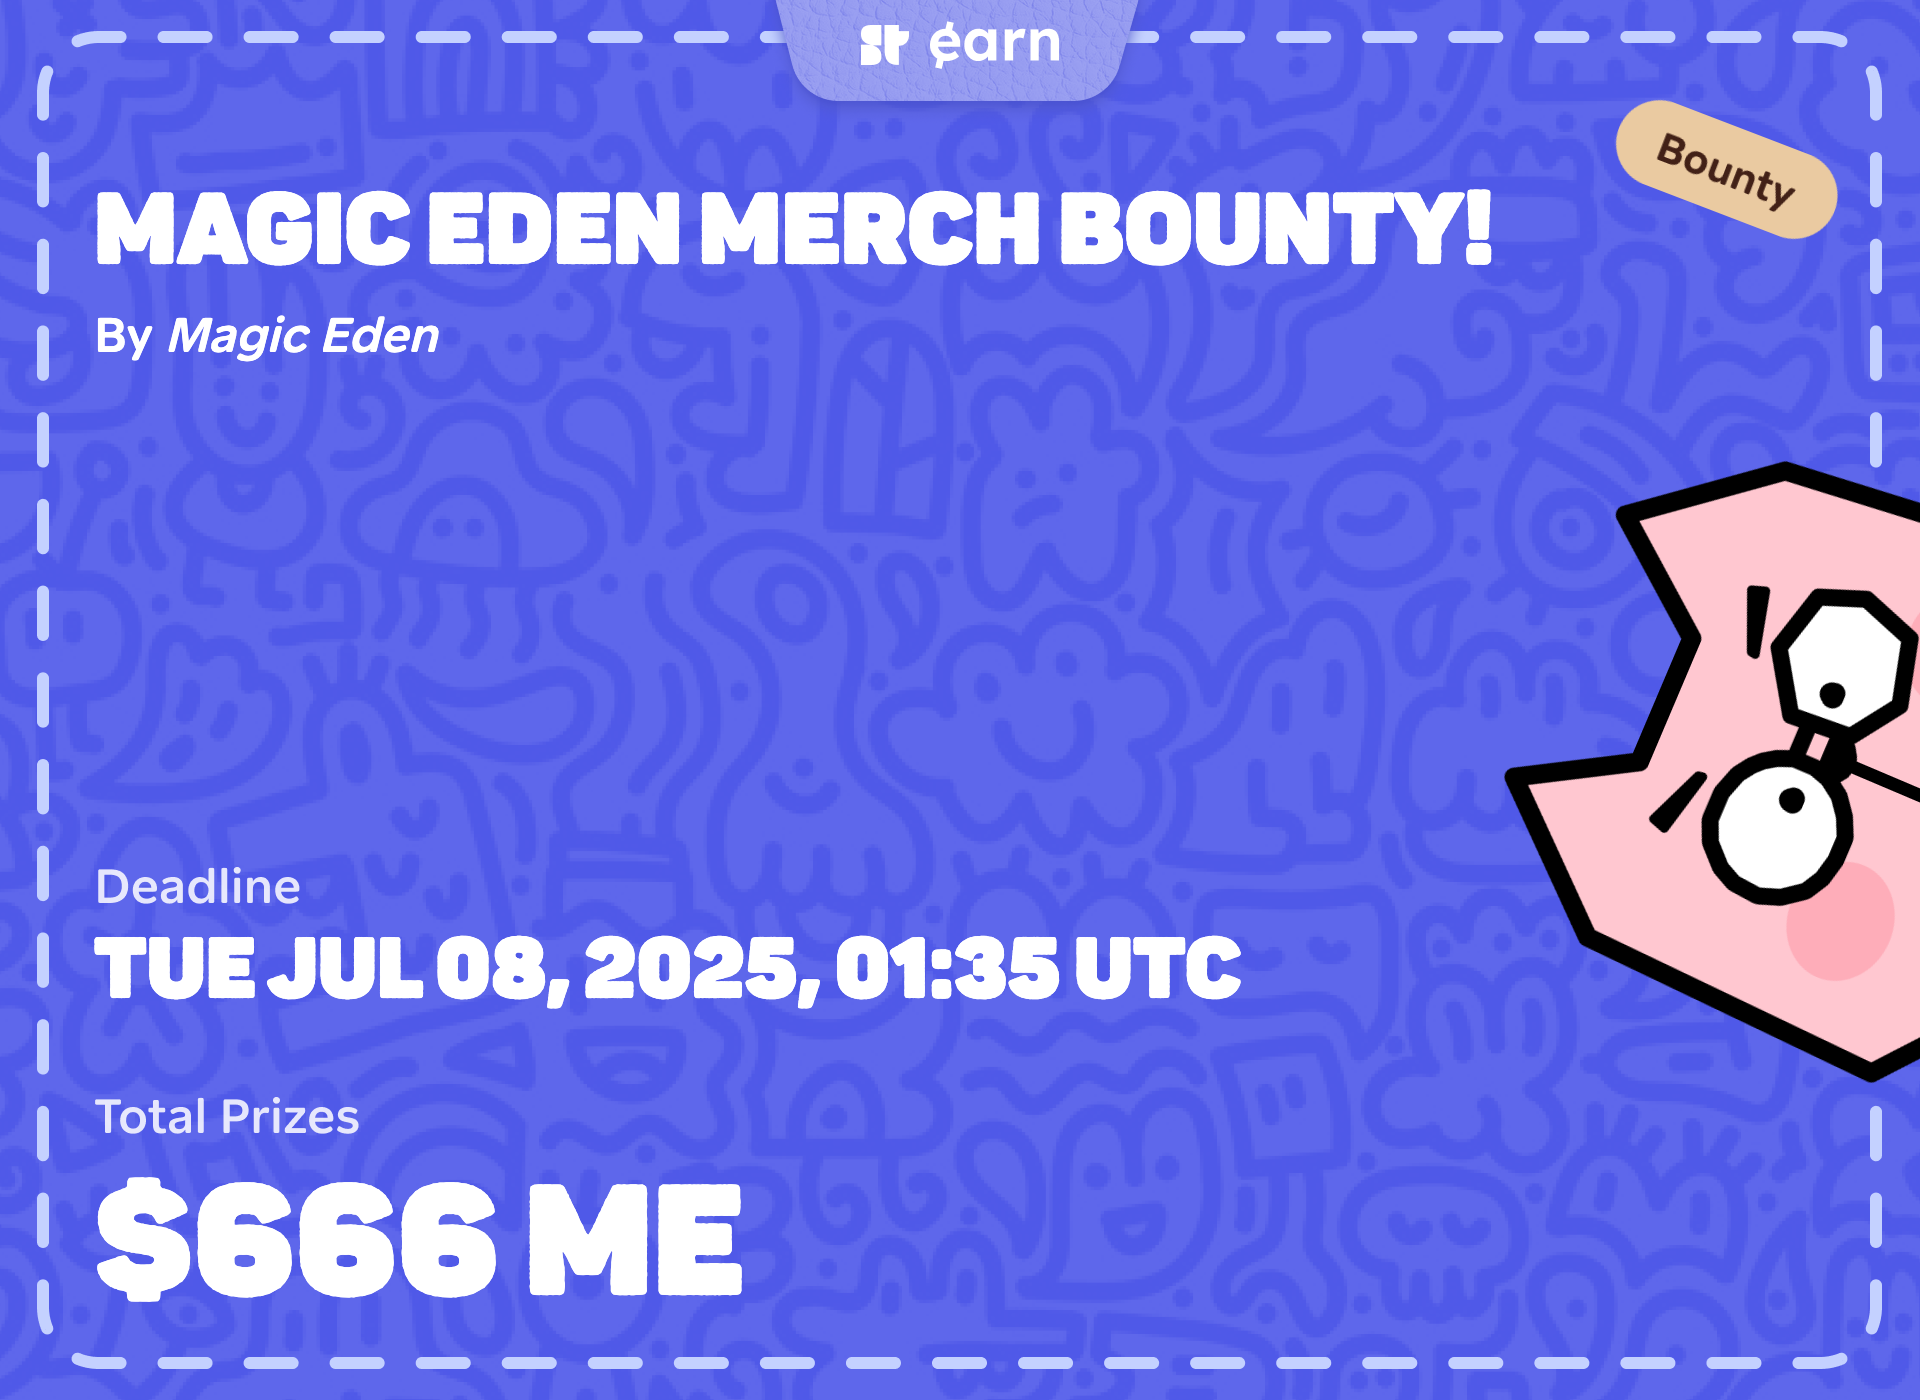 ST earn
Bounty
MAGIC EDEN MERCH BOUNTY!
By Magic Eden
Deadline
TUE JUL 08, 2025, 01:35 UTC
Total Prizes
$666 ME